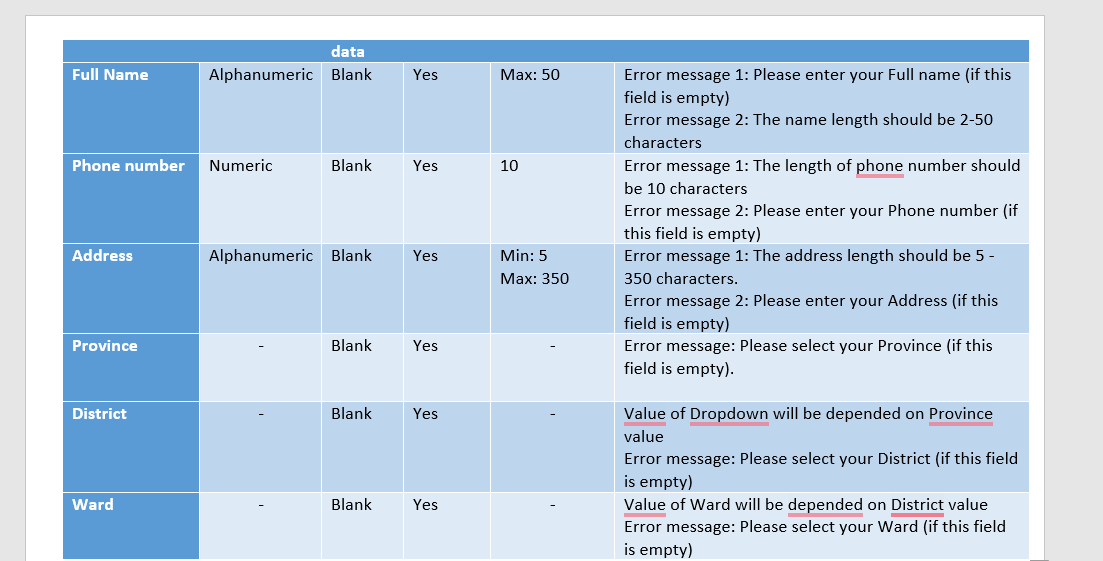 data
Full Name Alphanumeric Blank Yes Max: 50 Error message 1: Please enter your Full name (if this
field is empty)
Error message 2: The name length should be 2-50
characters
Phone number Numeric Blank Yes 10 Error message 1: The length of phone number should
be 10 characters
Error message 2: Please enter your Phone number (if
this field is empty)
Address Alphanumeric Blank Yes Min: 5 Error message 1: The address length should be 5 -
Max: 350 350 characters.
Error message 2: Please enter your Address (if this
field is empty)
Province - Blank Yes - Error message: Please select your Province (if this
field is empty).
District - Blank Yes - Value of Dropdown will be depended on Province
value
Error message: Please select your District (if this field
is empty)
Ward - Blank Yes - Value of Ward will be depended on District value
Error message: Please select your Ward (if this field
is empty)